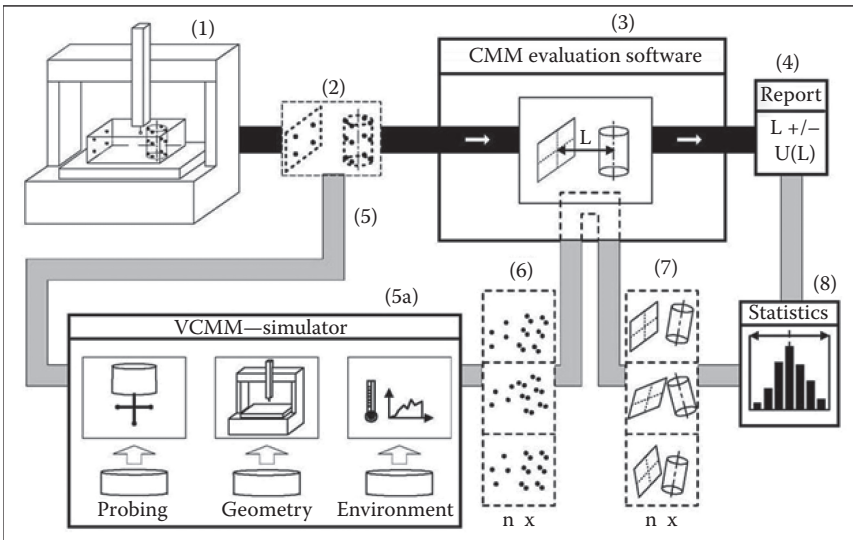 (1)
(2)
(3)
CMM evaluation software
L
(4)
Report
L +/–
U(L)
(5)
(5a)
VCMM—simulator
Probing
Geometry
Environment
(6)
n x
(7)
n x
(8)
Statistics